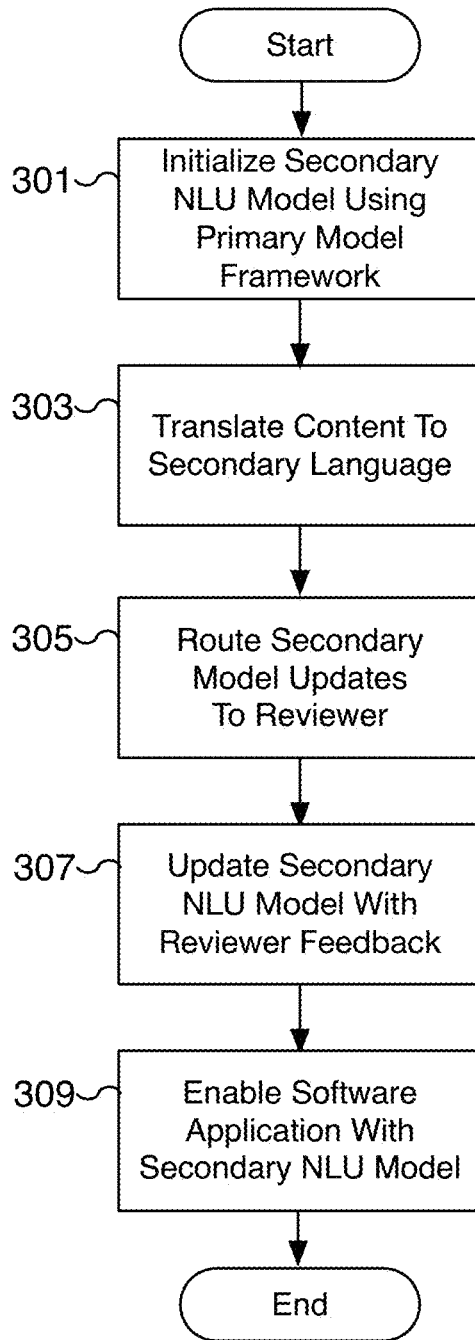 Start
301
Initialize Secondary
NLU Model Using
Primary Model
Framework
303
Translate Content To
Secondary Language
305
Route Secondary
Model Updates
To Reviewer
307
Update Secondary
NLU Model With
Reviewer Feedback
309
Enable Software
Application With
Secondary NLU Model
End